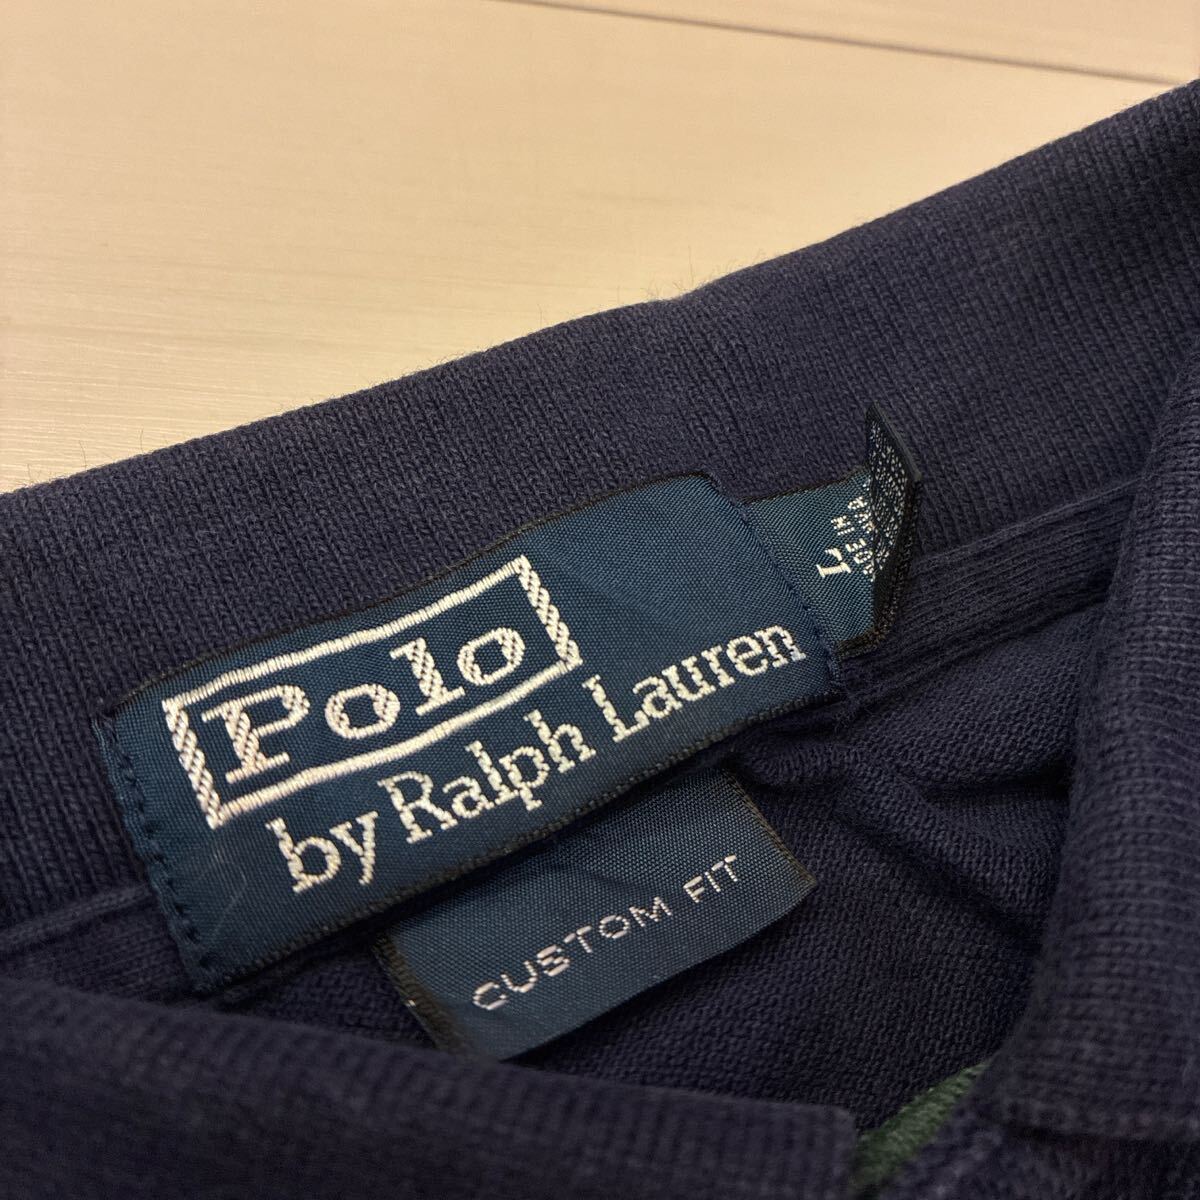 Polo
by Ralph Lauren
L
CUSTOM FIT